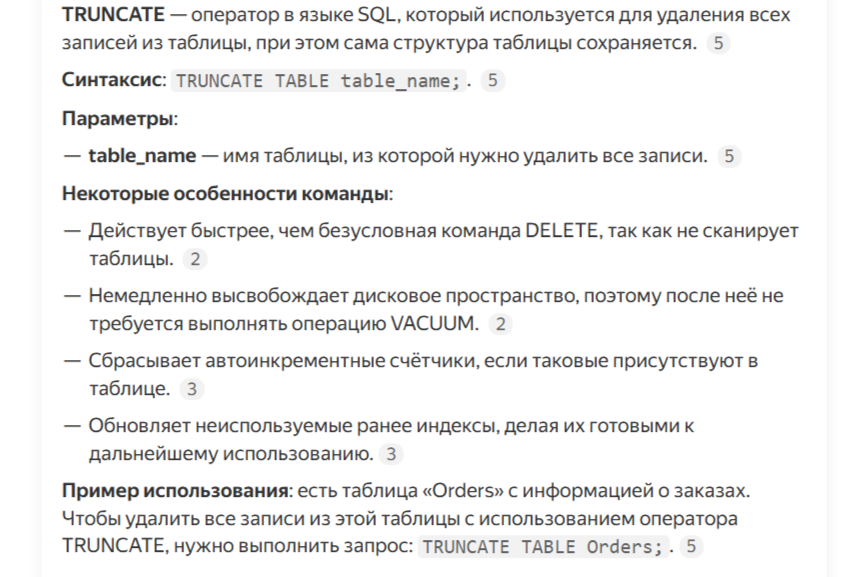 TRUNCATE — оператор в языке SQL, который используется для удаления всех
записей из таблицы, при этом сама структура таблицы сохраняется. 5
Синтаксис: TRUNCATE TABLE table_name; . 5
Параметры:
— table_name — имя таблицы, из которой нужно удалить все записи. 5
Некоторые особенности команды:
— Действует быстрее, чем безусловная команда DELETE, так как не сканирует
таблицы. 2
— Немедленно высвобождает дисковое пространство, поэтому после неё не
требуется выполнять операцию VACUUM. 2
— Сбрасывает автоинкрементные счётчики, если таковые присутствуют в
таблице. 3
— Обновляет неиспользуемые ранее индексы, делая их готовыми к
дальнейшему использованию. 3
Пример использования: есть таблица «Orders» с информацией о заказах.
Чтобы удалить все записи из этой таблицы с использованием оператора
TRUNCATE, нужно выполнить запрос: TRUNCATE TABLE Orders; . 5